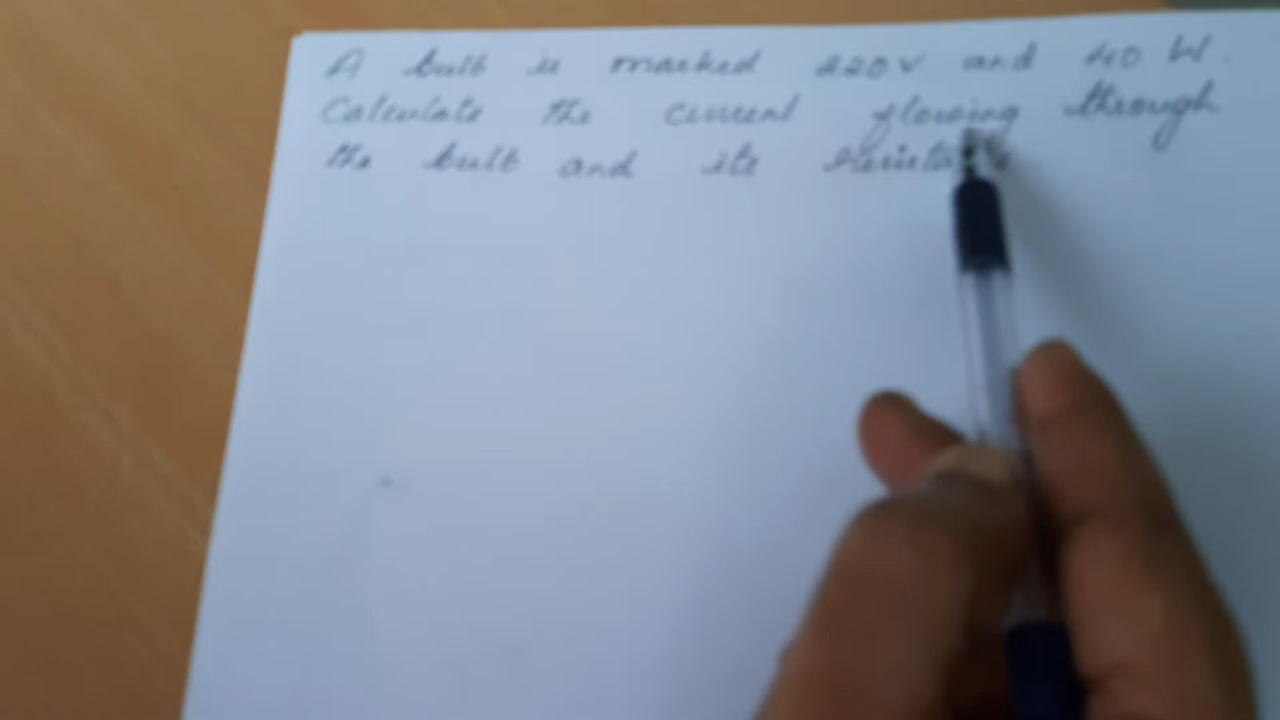 A bulb is marked 220V and 40 W.
Calculate the current flowing through
the bulb and its